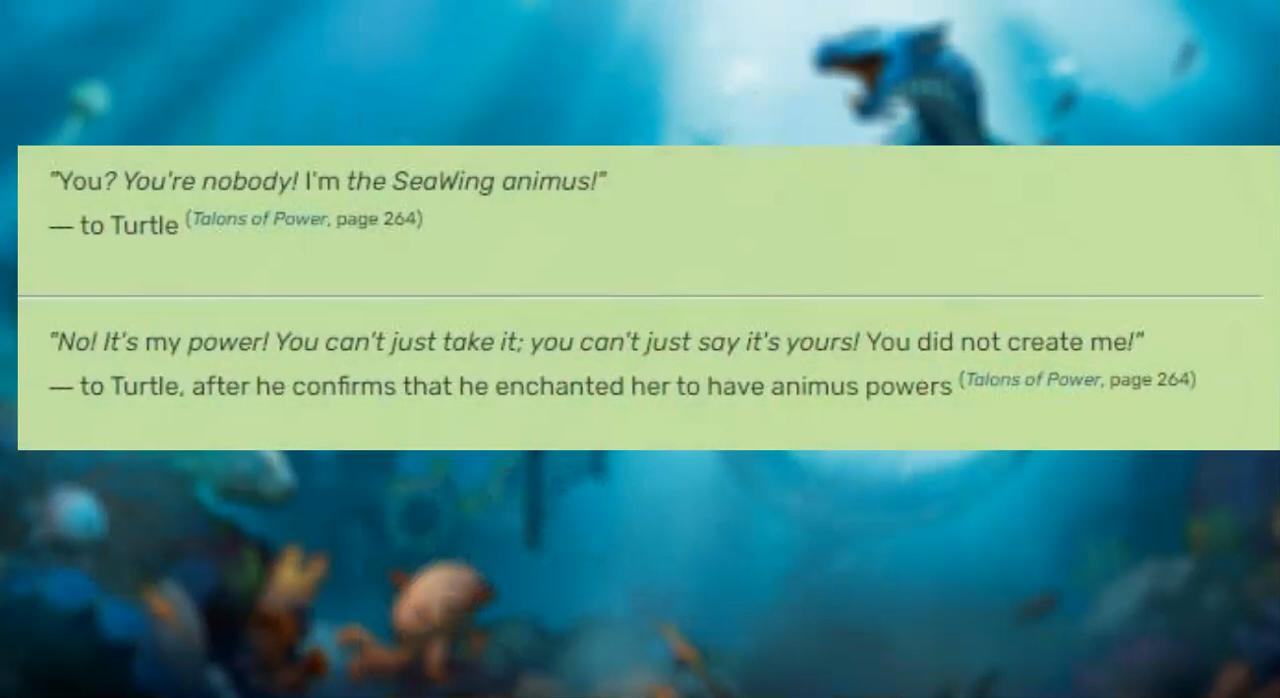 "You? You're nobody! I'm the SeaWing animus!"
— to Turtle (Talons of Power, page 264)
"No! It's my power! You can't just take it; you can't just say it's yours! You did not create me!"
— to Turtle, after he confirms that he enchanted her to have animus powers (Talons of Power, page 264)